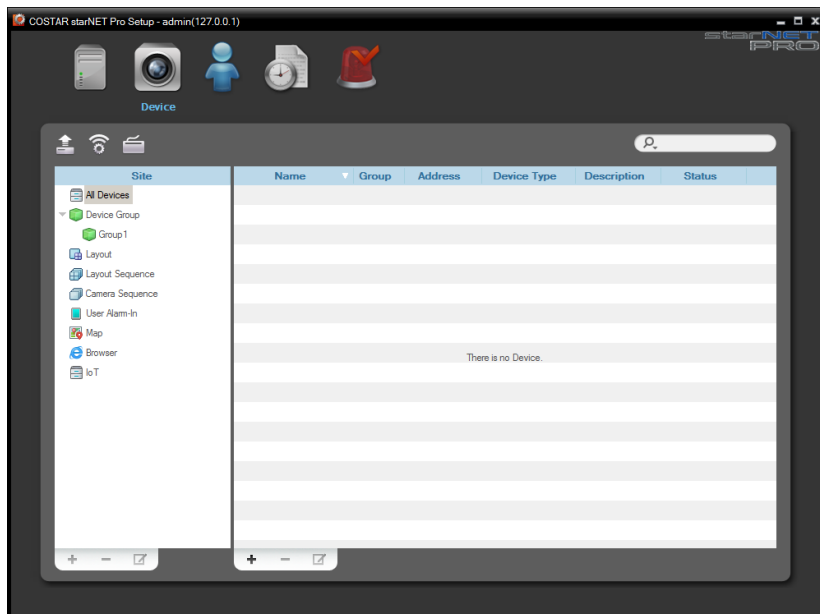 COSTAR starNET Pro Setup - admin(127.0.0.1)
starNET
PRO
Device
Site
Name Group Address Device Type Description Status
All Devices
Device Group
Group1
Layout
Layout Sequence
Camera Sequence
User Alarm-In
Map
Browser
IoT
There is no Device.